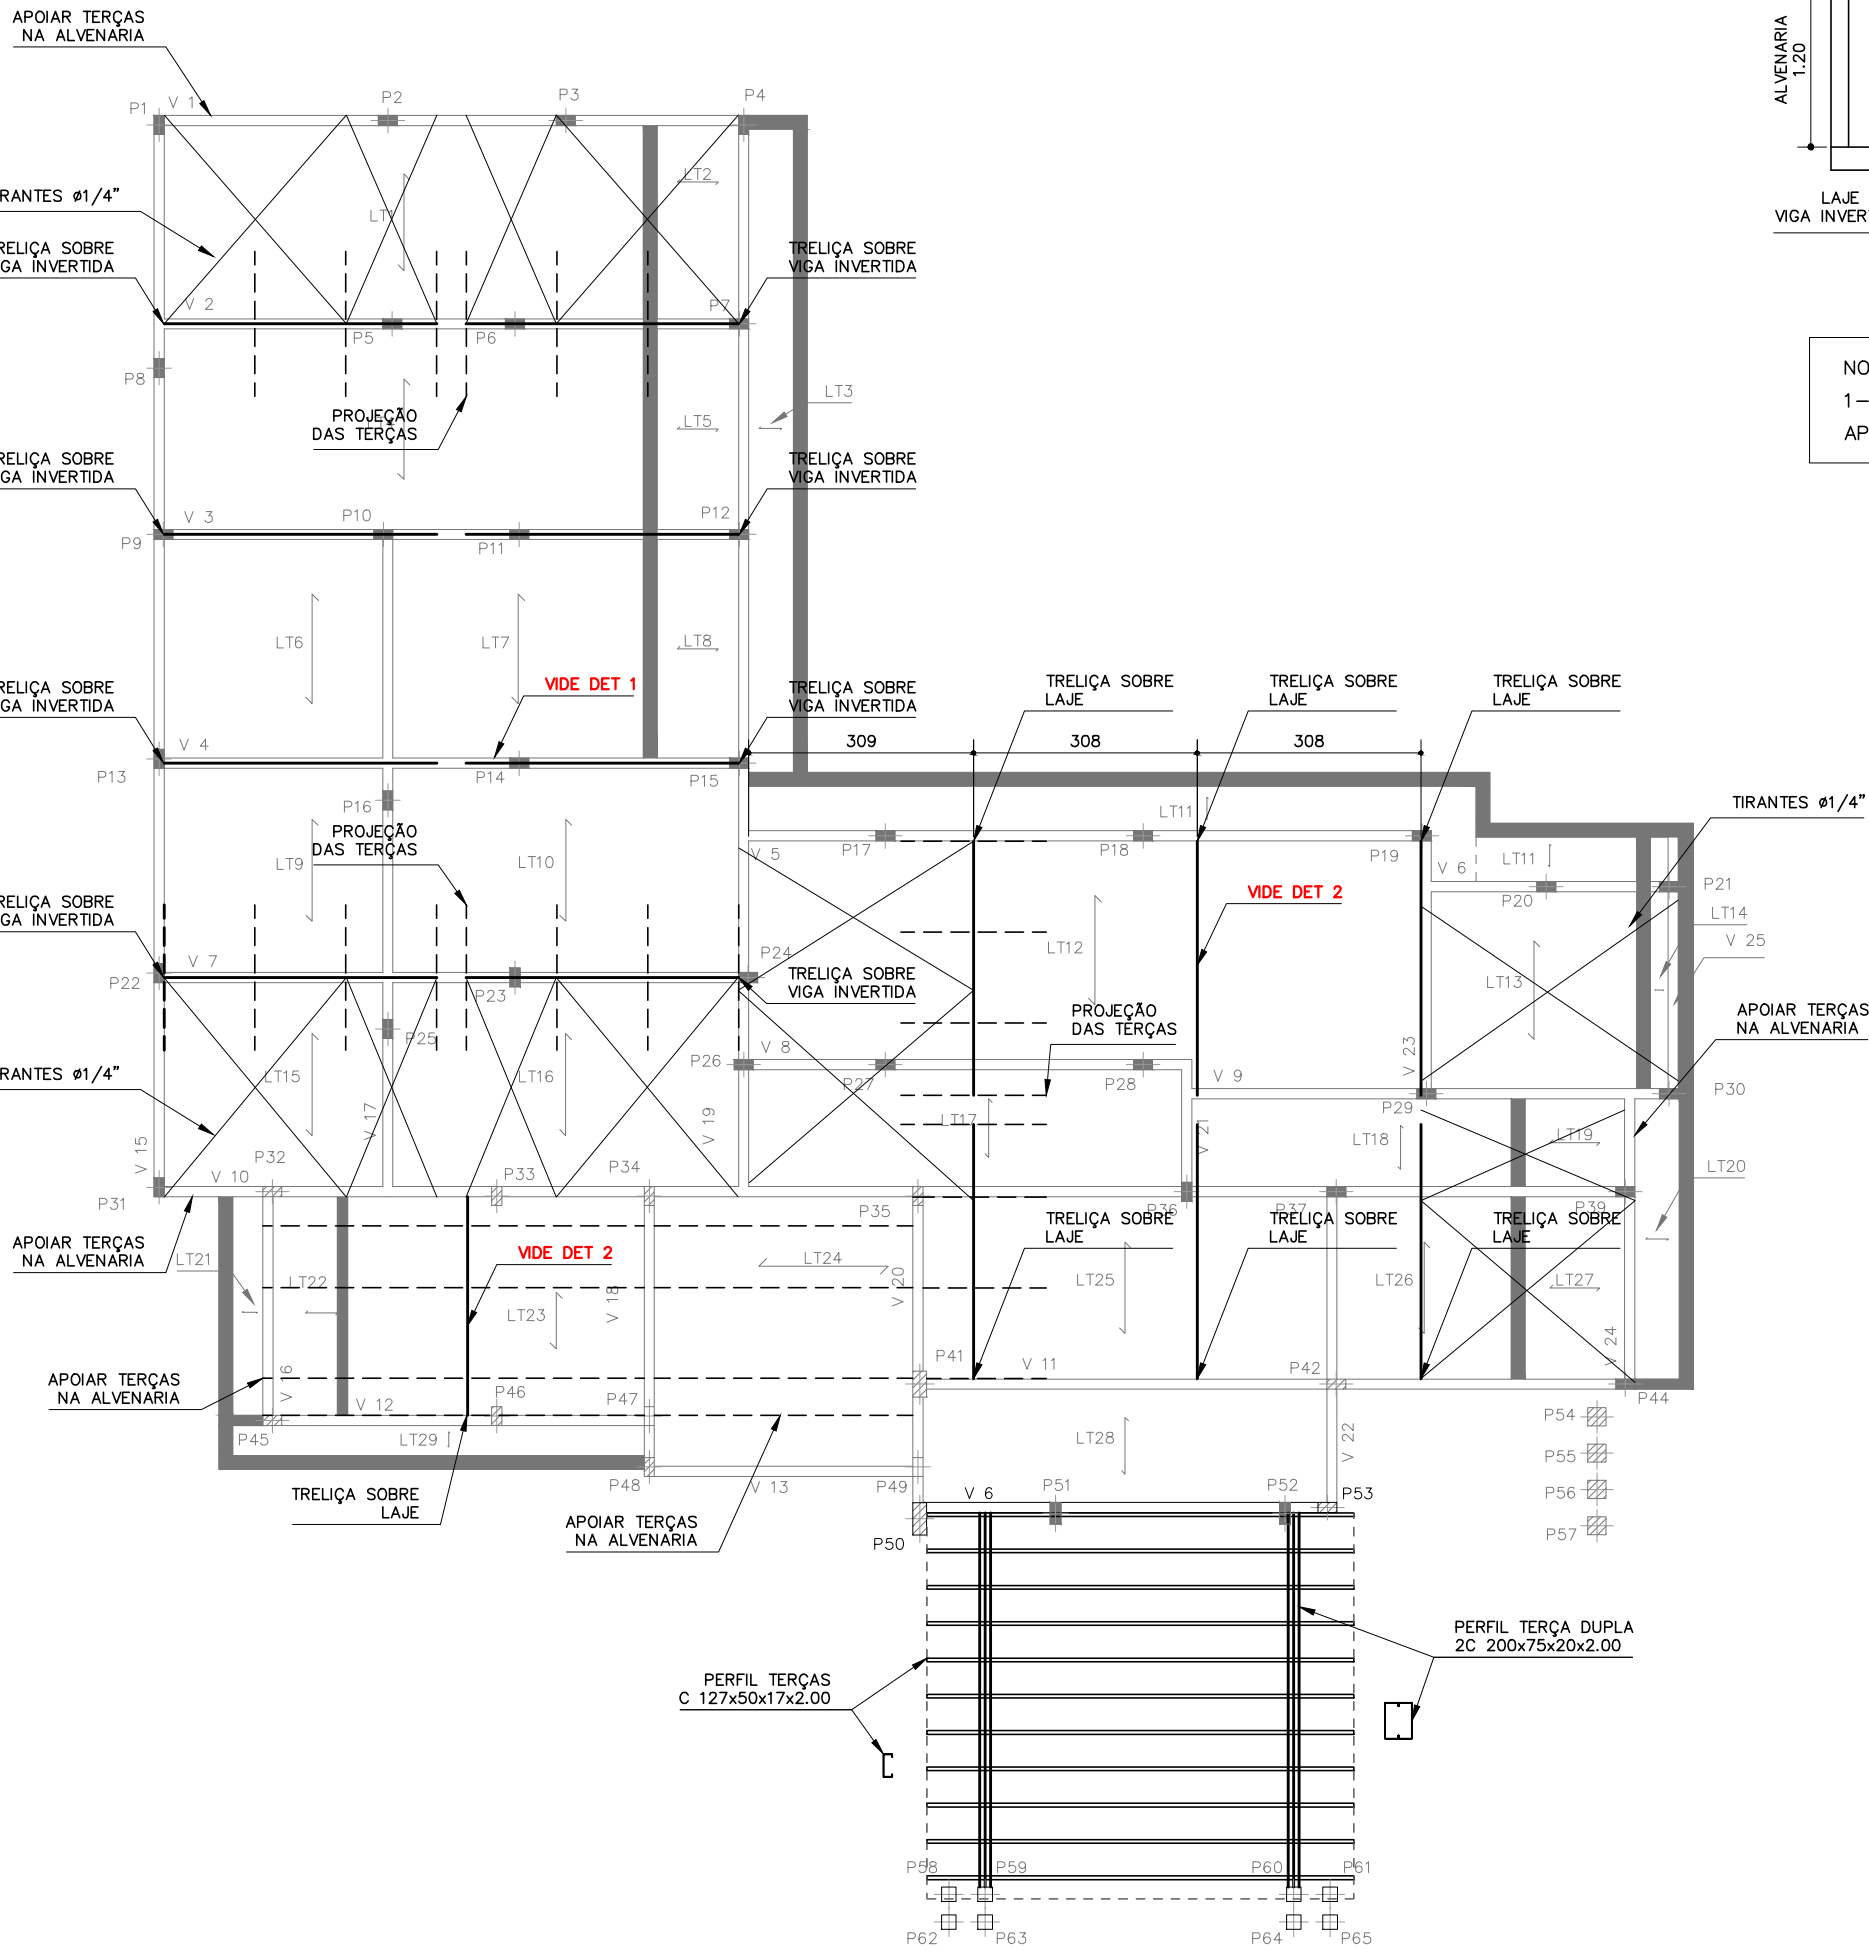 APOIAR TERÇAS
NA ALVENARIA
ALVENARIA
1.20
P1
V 1
P2
P3
P4
LT2
LT1
RANTES ø1/4”
LAJE
VIGA INVER
RELIÇA SOBRE
IGA INVERTIDA
TRELIÇA SOBRE
VIGA INVERTIDA
V 2
P7
P5
P6
P8
NO
1-
AP
LT3
PROJEÇÃO
DAS TERÇAS
LT5
RELIÇA SOBRE
IGA INVERTIDA
TRELIÇA SOBRE
VIGA INVERTIDA
V 3
P10
P12
P9
P11
LT6
LT7
LT8
VIDE DET 1
RELIÇA SOBRE
IGA INVERTIDA
TRELIÇA SOBRE
VIGA INVERTIDA
TRELIÇA SOBRE
LAJE
TRELIÇA SOBRE
LAJE
TRELIÇA SOBRE
LAJE
V 4
309
308
308
P13
P14
P15
P16
LT11
TIRANTES ø1/4”
PROJEÇÃO
DAS TERÇAS
P17
P18
P19
V 5
V 6
LT11
LT9
LT10
VIDE DET 2
P20
P21
LT14
V 25
RELIÇA SOBRE
IGA INVERTIDA
LT12
V 7
P24
P22
P23
TRELIÇA SOBRE
VIGA INVERTIDA
LT13
PROJEÇÃO
DAS TERÇAS
APOIAR TERÇAS
NA ALVENARIA
P25
V 8
P26
P27
P28
V 23
V 9
RANTES ø1/4”
LT15
LT16
P30
P29
V 17
V 19
LT17
V 21
LT18
LT19
V 15
P32
P33
P34
LT20
V 10
P31
P35
P36
P37
P39
APOIAR TERÇAS
NA ALVENARIA
TRELIÇA SOBRE
LAJE
TRELIÇA SOBRE
LAJE
TRELIÇA SOBRE
LAJE
LT21
LT22
VIDE DET 2
LT24
V 20
LT25
LT26
LT27
V 18
LT23
V 24
APOIAR TERÇAS
NA ALVENARIA
V 16
P41
V 11
P42
P44
V 12
P46
P47
P45
LT29
LT28
V 22
P54
P55
P56
P57
P48
V 13
P49
TRELIÇA SOBRE
LAJE
V 6
P51
P52
P53
APOIAR TERÇAS
NA ALVENARIA
P50
PERFIL TERÇA DUPLA
2C 200x75x20x2.00
PERFIL TERÇAS
C 127x50x17x2.00
P58
P59
P60
P61
P62
P63
P64
P65